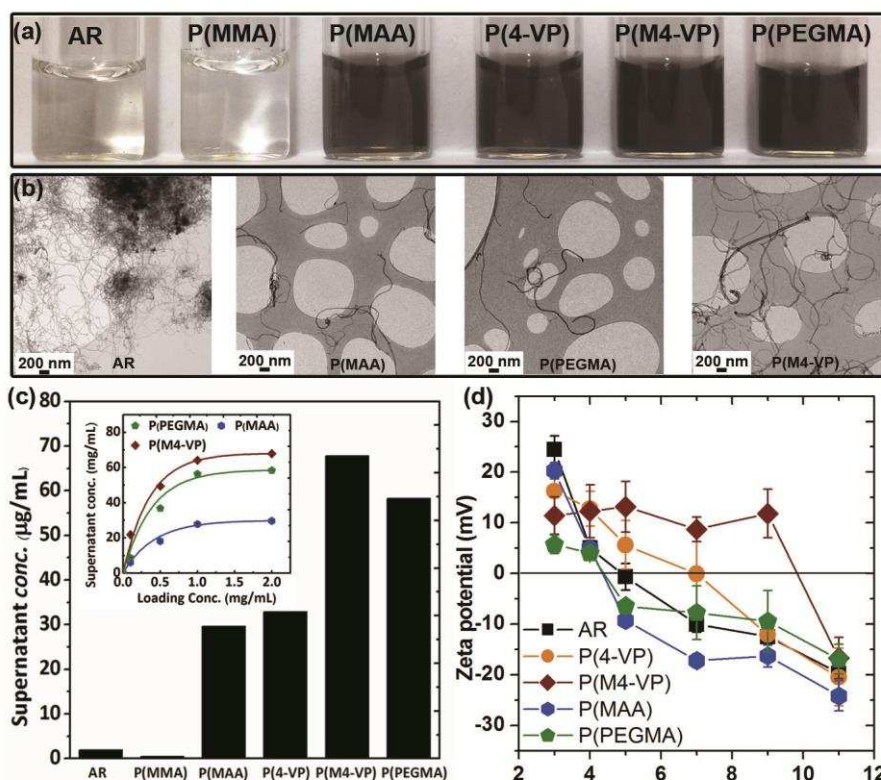 (a) AR P(MMA) P(MAA) P(4-VP) P(M4-VP) P(PEGMA)
(b)
200 nm AR
200 nm P(MAA)
200 nm P(PEGMA)
200 nm P(M4-VP)
(c)
Supernatant conc. (μg/mL)
80
70
60
50
40
30
20
10
0
P(PEGMA) P(MAA)
P(M4-VP)
Supernatant conc. (mg/mL)
80
60
40
20
0
0.0 0.5 1.0 1.5 2.0
Loading Conc. (mg/mL)
AR P(MMA) P(MAA) P(4-VP) P(M4-VP) P(PEGMA)
(d)
Zeta potential (mV)
30
20
10
0
-10
-20
-30
AR
P(4-VP)
P(M4-VP)
P(MAA)
P(PEGMA)
2 4 6 8 10 12